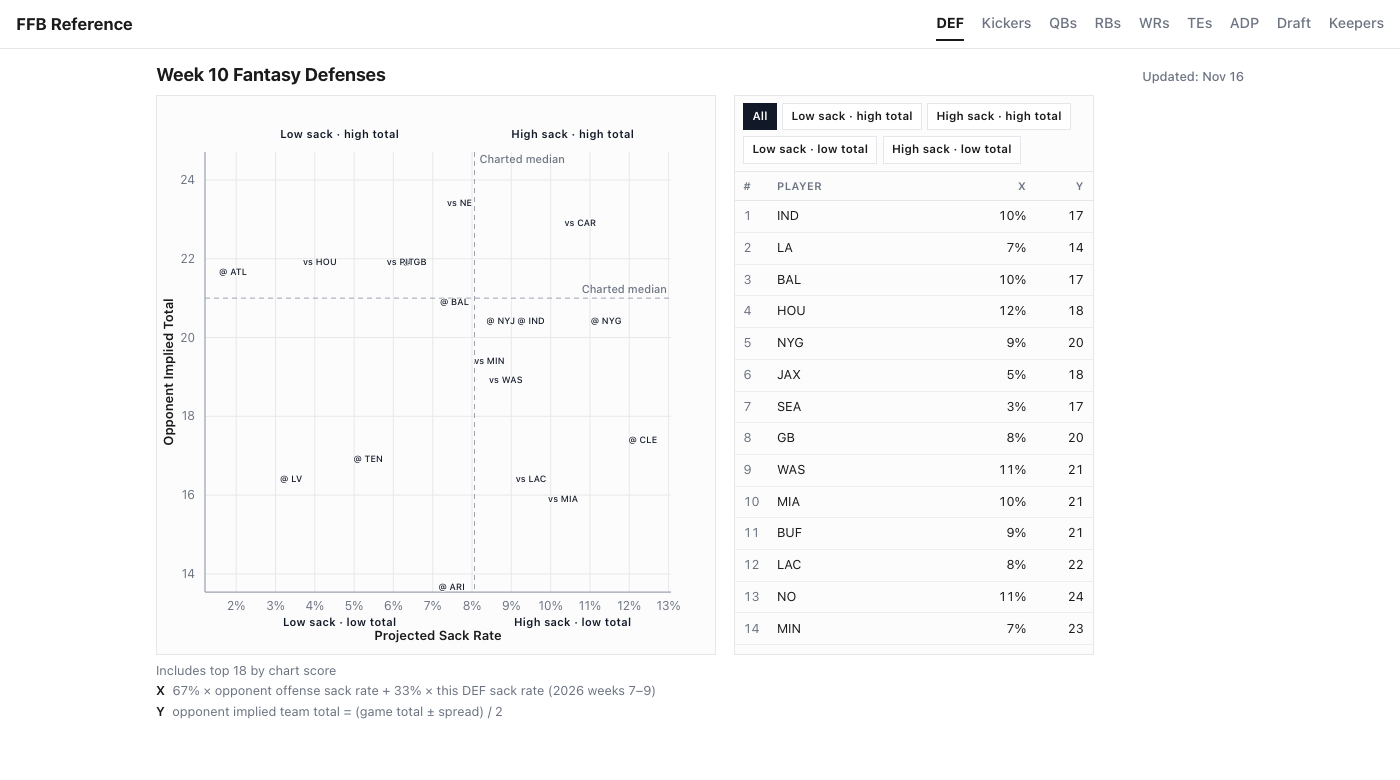 FFB Reference
DEF Kickers QBs RBs WRs TEs ADP Draft Keepers
Week 10 Fantasy Defenses
Updated: Nov 16
Low sack · high total
High sack · high total
Charted median
24
vs NE
vs CAR
22
vs HOU
vs PIT
GB
@ ATL
Charted median
@ BAL
@ NYJ @ IND
@ NYG
20
vs MIN
vs WAS
18
@ CLE
@ TEN
@ LV
vs LAC
16
vs MIA
14
@ ARI
Opponent Implied Total
2% 3% 4% 5% 6% 7% 8% 9% 10% 11% 12% 13%
Low sack · low total
High sack · low total
Projected Sack Rate
All Low sack · high total High sack · high total
Low sack · low total High sack · low total
# PLAYER X Y
1 IND 10% 17
2 LA 7% 14
3 BAL 10% 17
4 HOU 12% 18
5 NYG 9% 20
6 JAX 5% 18
7 SEA 3% 17
8 GB 8% 20
9 WAS 11% 21
10 MIA 10% 21
11 BUF 9% 21
12 LAC 8% 22
13 NO 11% 24
14 MIN 7% 23
Includes top 18 by chart score
X 67% × opponent offense sack rate + 33% × this DEF sack rate (2026 weeks 7–9)
Y opponent implied team total = (game total ± spread) / 2